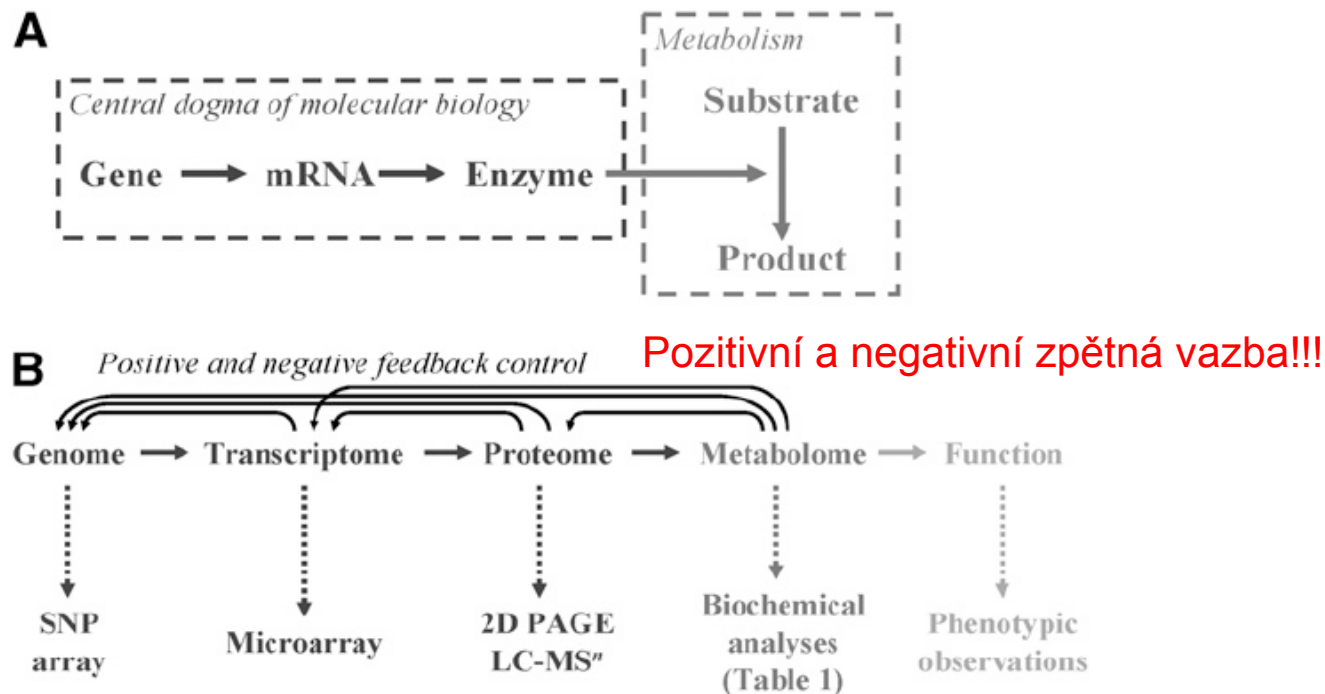 A
Metabolism
Central dogma of molecular biology
Substrate
Gene mRNA Enzyme
Product
B
Positive and negative feedback control
Pozitivní a negativní zpětná vazba!!!
Genome Transcriptome Proteome Metabolome Function
SNP
array
Microarray
2D PAGE
LC-MSⁿ
Biochemical
analyses
(Table 1)
Phenotypic
observations